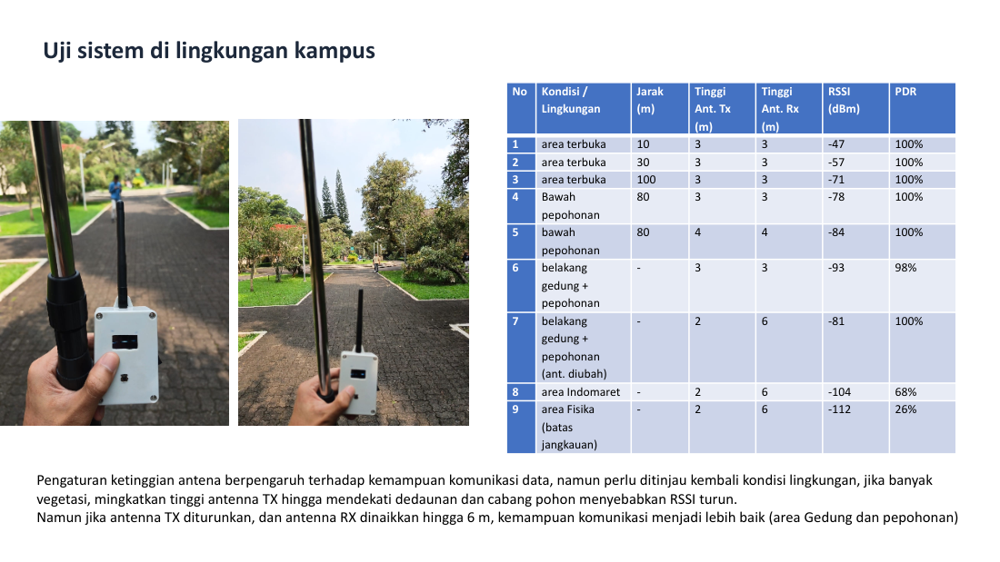 Uji sistem di lingkungan kampus
No Kondisi / Lingkungan Jarak (m) Tinggi Ant. Tx (m) Tinggi Ant. Rx (m) RSSI (dBm) PDR
1 area terbuka 10 3 3 -47 100%
2 area terbuka 30 3 3 -57 100%
3 area terbuka 100 3 3 -71 100%
4 Bawah pepohonan 80 3 3 -78 100%
5 bawah pepohonan 80 4 4 -84 100%
6 belakang gedung + pepohonan - 3 3 -93 98%
7 belakang gedung + pepohonan (ant. diubah) - 2 6 -81 100%
8 area Indomaret - 2 6 -104 68%
9 area Fisika (batas jangkauan) - 2 6 -112 26%
Pengaturan ketinggian antena berpengaruh terhadap kemampuan komunikasi data, namun perlu ditinjau kembali kondisi lingkungan, jika banyak
vegetasi, mingkatkan tinggi antenna TX hingga mendekati dedaunan dan cabang pohon menyebabkan RSSI turun.
Namun jika antenna TX diturunkan, dan antenna RX dinaikkan hingga 6 m, kemampuan komunikasi menjadi lebih baik (area Gedung dan pepohonan)